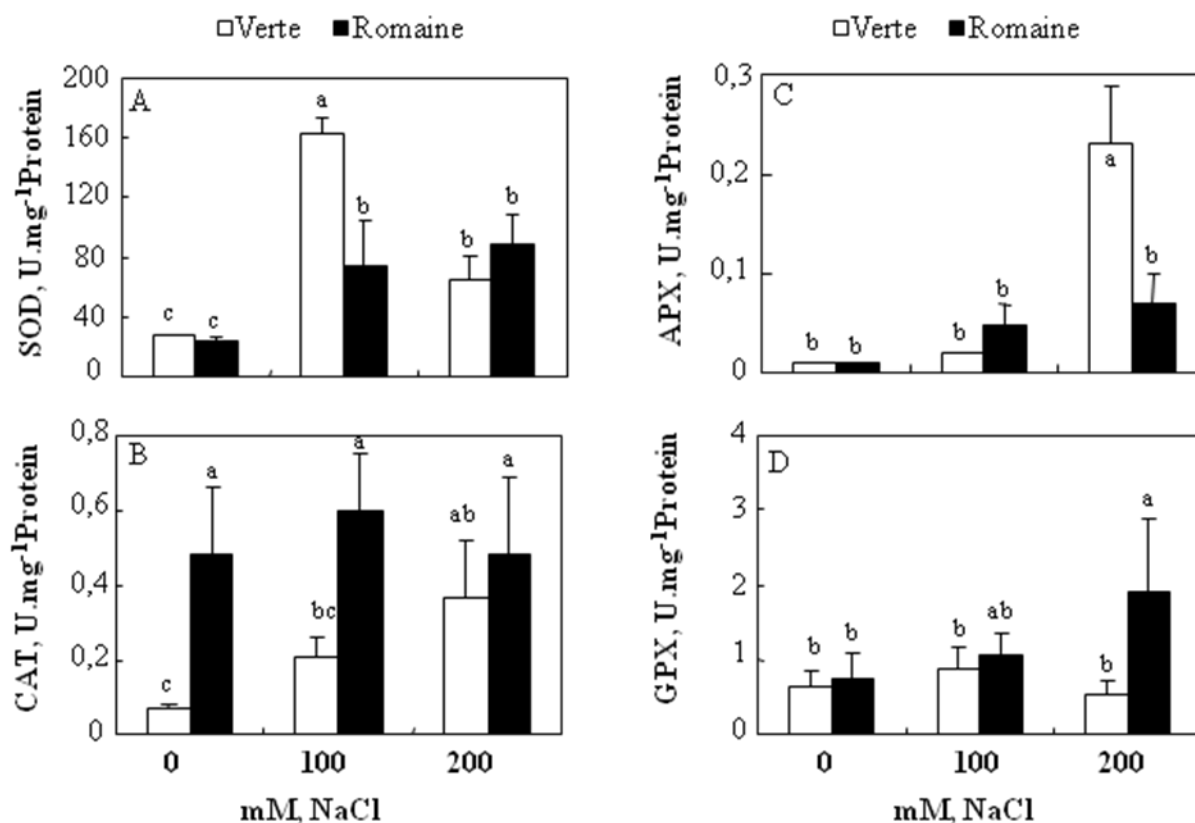 Verte Romaine
Verte Romaine
A
SOD, U.mg-1Protein
200
160
120
80
40
0
c
c
a
b
b
b
C
APX, U.mg-1Protein
0,3
0,2
0,1
0
b
b
b
b
a
b
B
CAT, U.mg-1Protein
0,8
0,6
0,4
0,2
0
c
a
bc
a
ab
a
0 100 200
mM, NaCl
D
GPX, U.mg-1Protein
4
3
2
1
0
b
b
b
ab
b
a
0 100 200
mM, NaCl